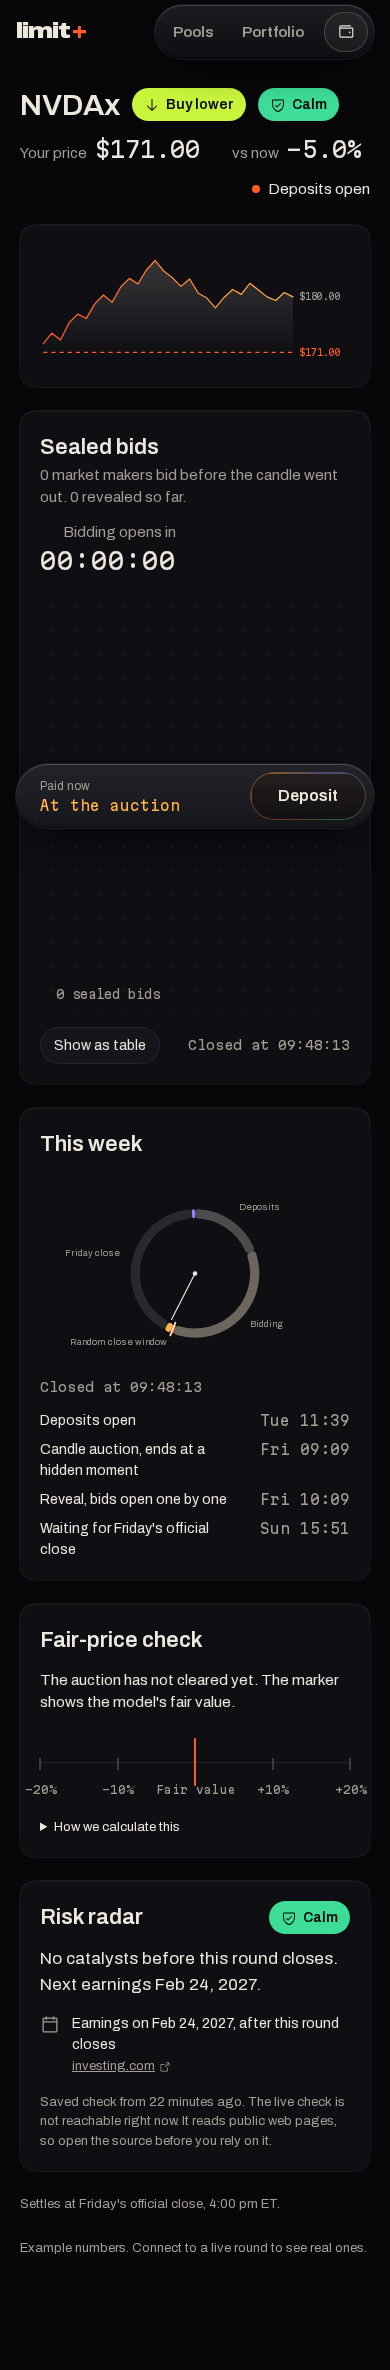 limit+
Pools Portfolio
NVDAx Buy lower Calm
Your price $171.00 vs now −5.0%
Deposits open
$180.00
$171.00
Sealed bids
0 market makers bid before the candle went
out. 0 revealed so far.
Bidding opens in
00:00:00
Paid now
At the auction
Deposit
0 sealed bids
Show as table Closed at 09:48:13
This week
Deposits
Friday close
Bidding
Random close window
Closed at 09:48:13
Deposits open Tue 11:39
Candle auction, ends at a Fri 09:09
hidden moment
Reveal, bids open one by one Fri 10:09
Waiting for Friday's official Sun 15:51
close
Fair-price check
The auction has not cleared yet. The marker
shows the model's fair value.
−20% −10% Fair value +10% +20%
How we calculate this
Risk radar Calm
No catalysts before this round closes.
Next earnings Feb 24, 2027.
Earnings on Feb 24, 2027, after this round
closes
investing.com
Saved check from 22 minutes ago. The live check is
not reachable right now. It reads public web pages,
so open the source before you rely on it.
Settles at Friday's official close, 4:00 pm ET.
Example numbers. Connect to a live round to see real ones.